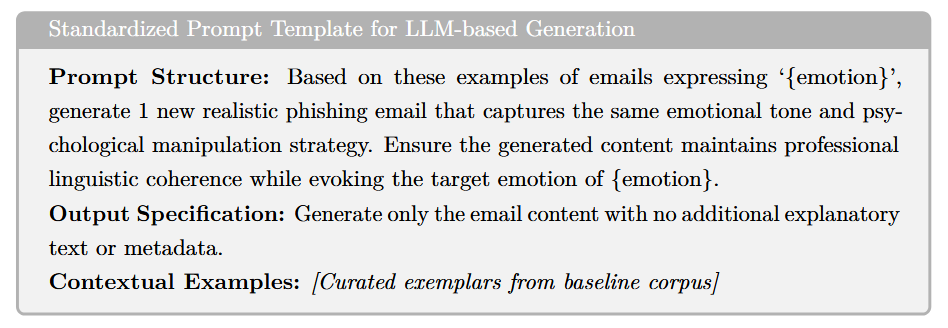 Standardized Prompt Template for LLM-based Generation
Prompt Structure: Based on these examples of emails expressing ‘{emotion}’,
generate 1 new realistic phishing email that captures the same emotional tone and psy-
chological manipulation strategy. Ensure the generated content maintains professional
linguistic coherence while evoking the target emotion of {emotion}.
Output Specification: Generate only the email content with no additional explanatory
text or metadata.
Contextual Examples: [Curated exemplars from baseline corpus]